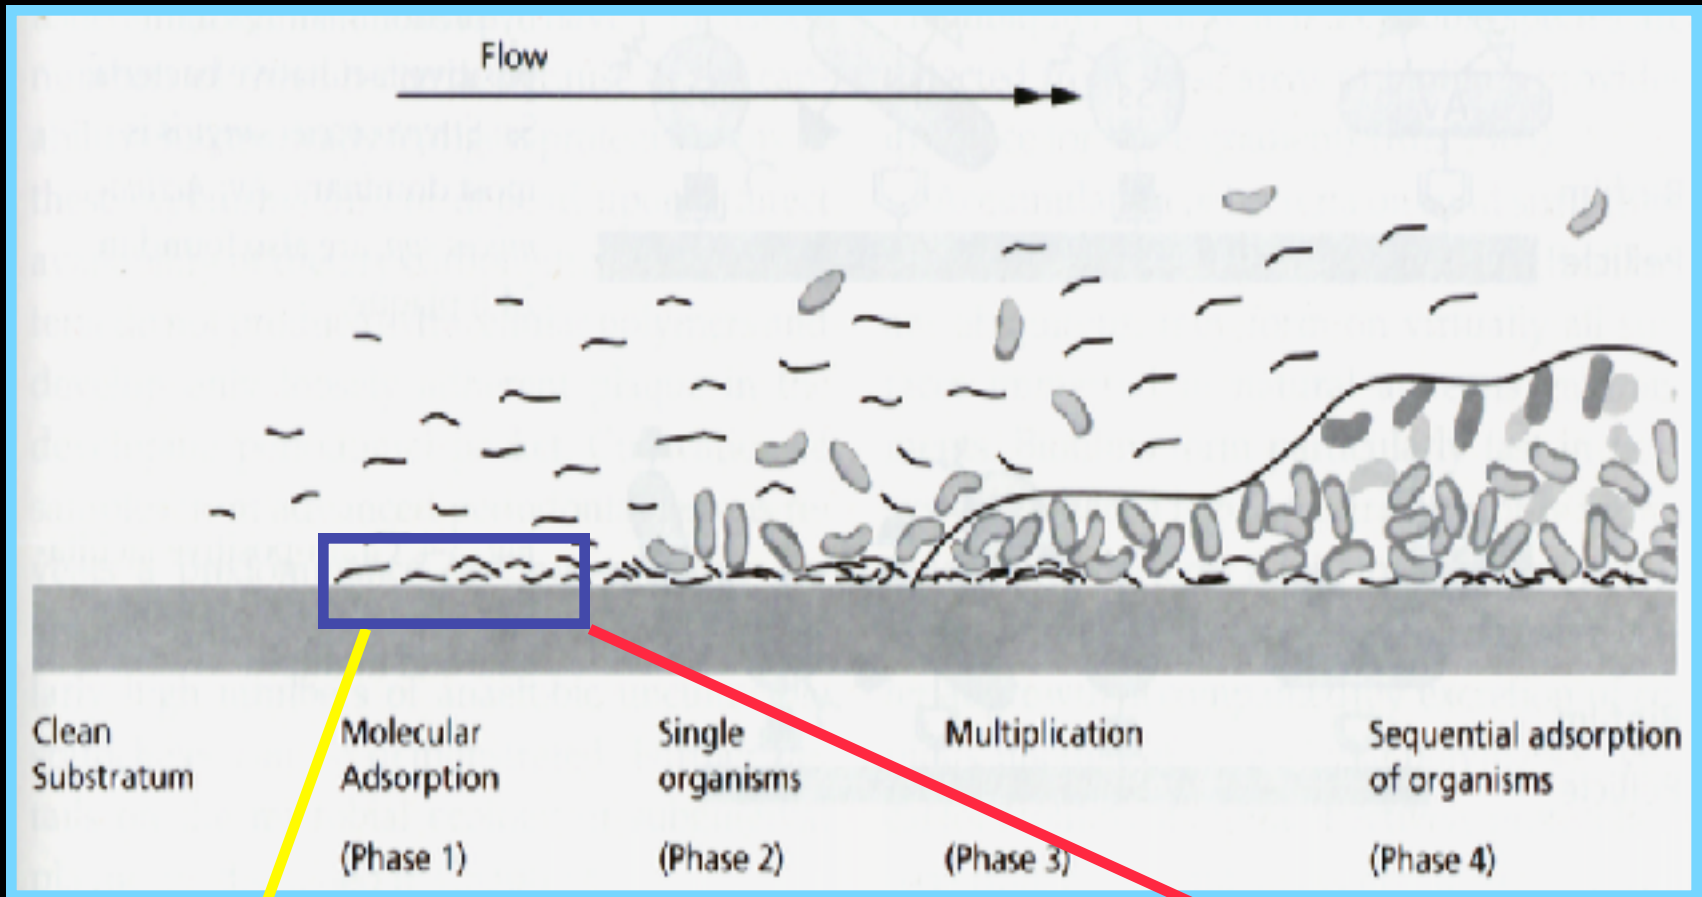 Flow
Clean
Substratum
Molecular
Adsorption
(Phase 1)
Single
organisms
(Phase 2)
Multiplication
(Phase 3)
Sequential adsorption
of organisms
(Phase 4)